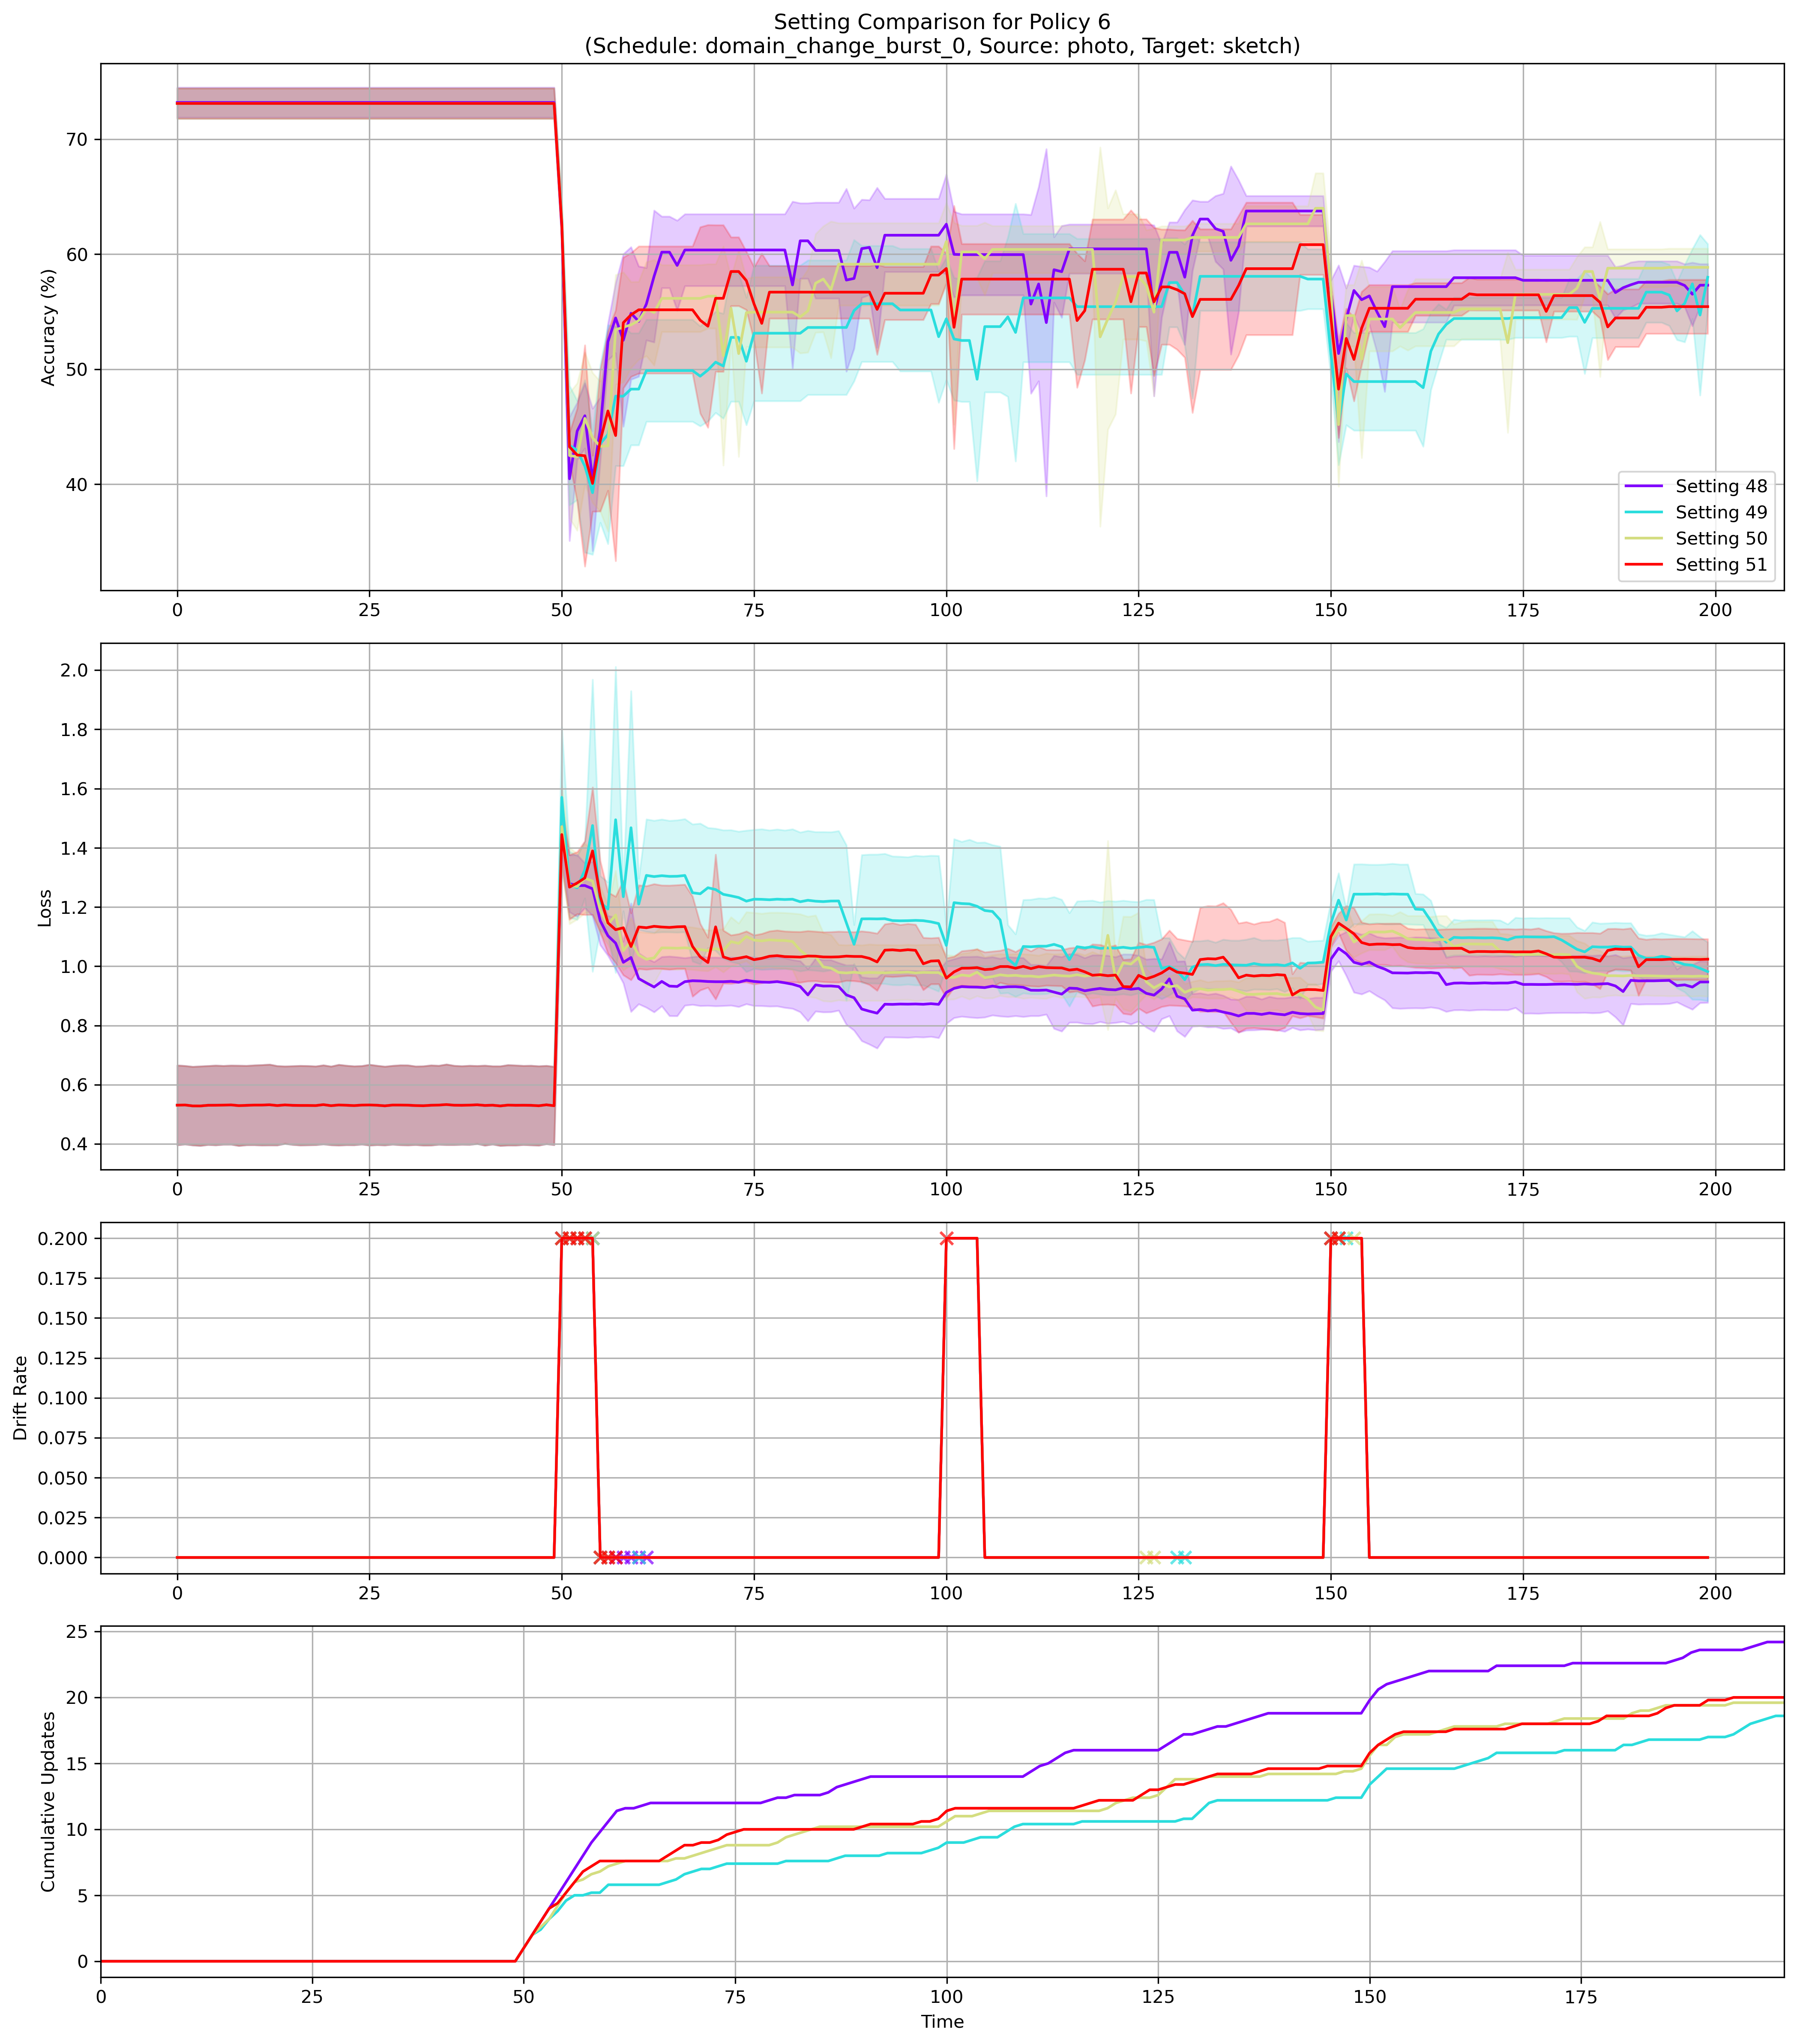 Setting Comparison for Policy 6
(Schedule: domain_change_burst_0, Source: photo, Target: sketch)
Accuracy (%)
70
60
50
40
0 25 50 75 100 125 150 175 200
Setting 48
Setting 49
Setting 50
Setting 51
Loss
2.0
1.8
1.6
1.4
1.2
1.0
0.8
0.6
0.4
0 25 50 75 100 125 150 175 200
Drift Rate
0.200
0.175
0.150
0.125
0.100
0.075
0.050
0.025
0.000
0 25 50 75 100 125 150 175 200
Cumulative Updates
25
20
15
10
5
0
0 25 50 75 100 125 150 175
Time